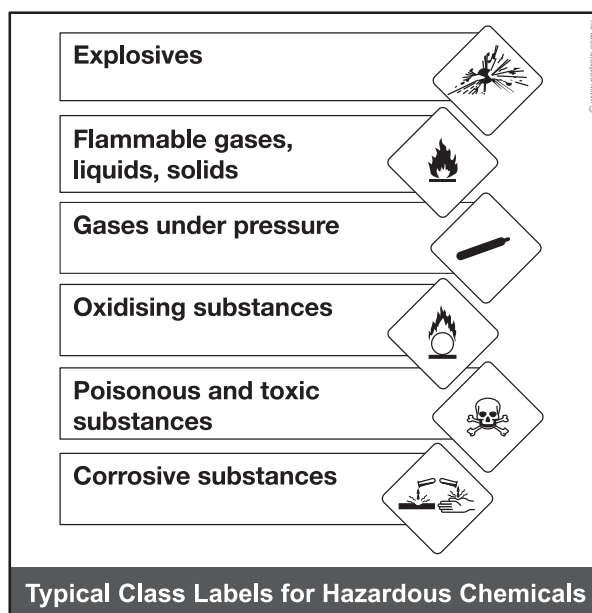 Explosives
Flammable gases,
liquids, solids
Gases under pressure
Oxidising substances
Poisonous and toxic
substances
Corrosive substances
Typical Class Labels for Hazardous Chemicals